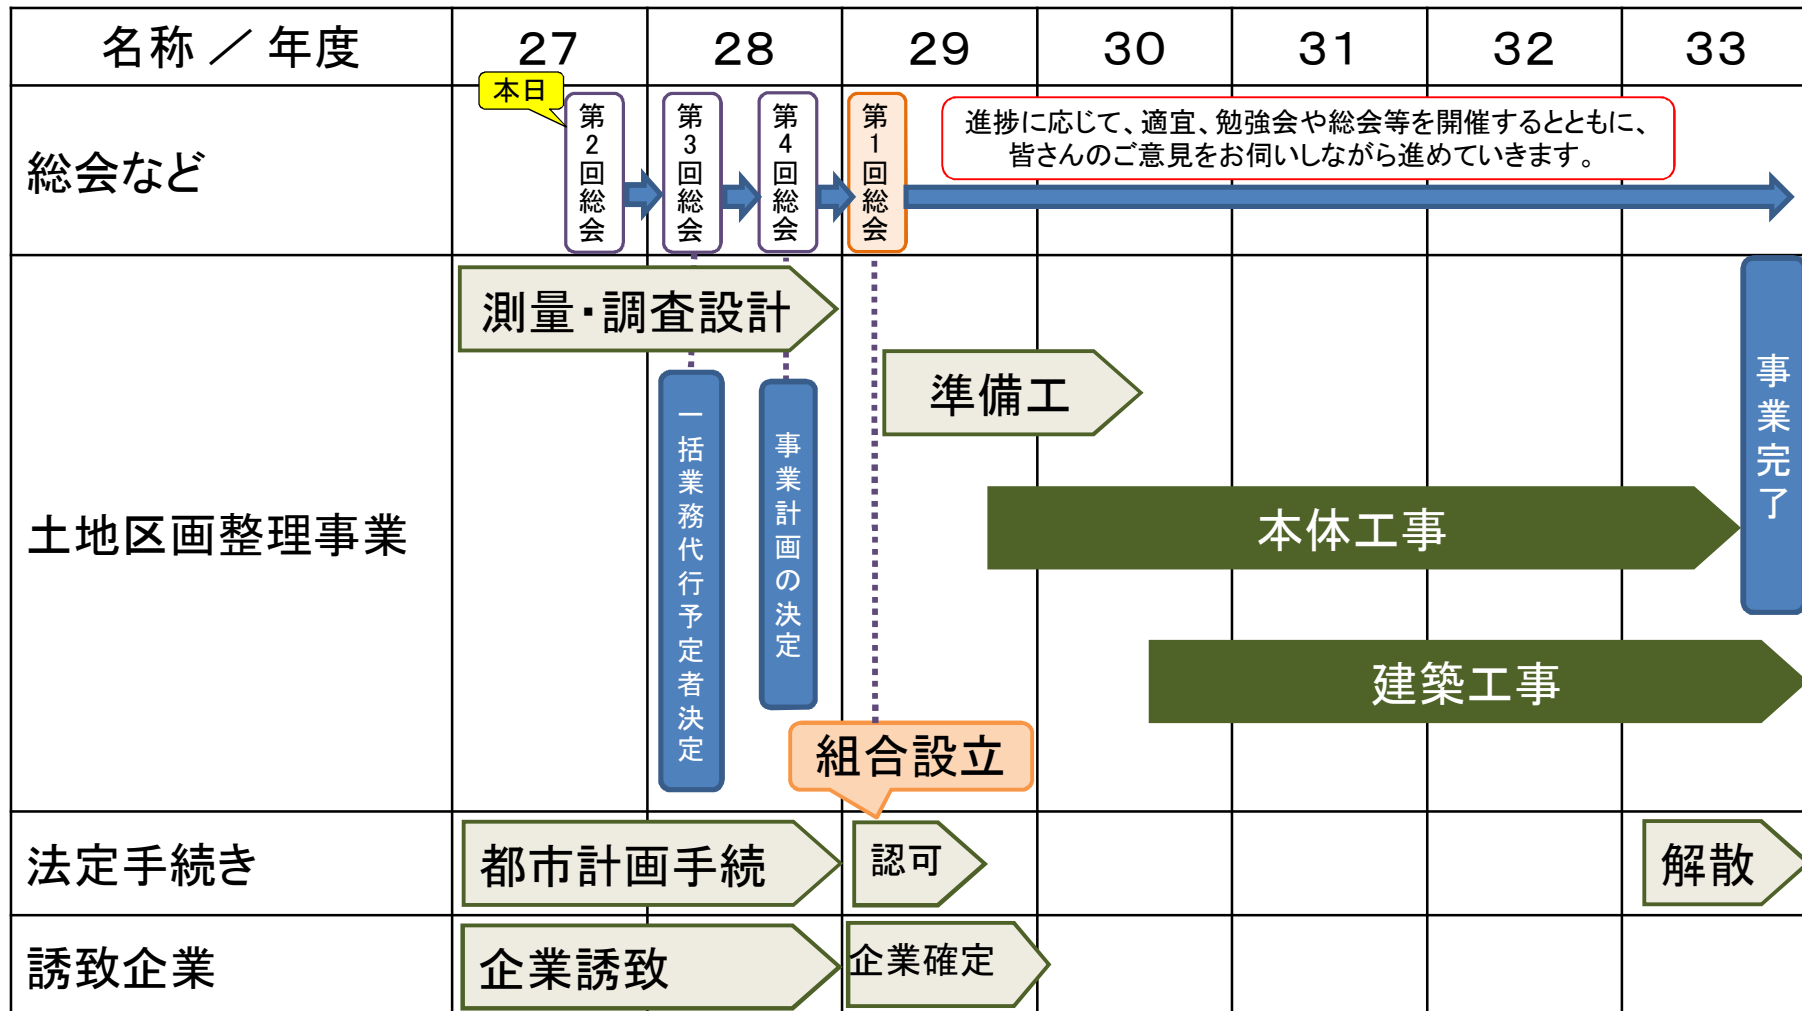 名称 ／ 年度
27
28
29
30
31
32
33
本日
総会など
第2回総会
第3回総会
第4回総会
第1回総会
進捗に応じて、適宜、勉強会や総会等を開催するとともに、
皆さんのご意見をお伺いしながら進めていきます。
土地区画整理事業
測量・調査設計
準備工
一括業務代行予定者決定
事業計画の決定
本体工事
建築工事
事業完了
組合設立
法定手続き
都市計画手続
認可
解散
誘致企業
企業誘致
企業確定